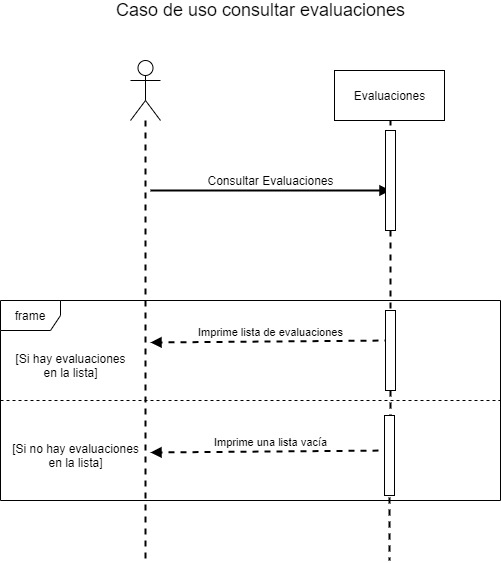 Caso de uso consultar evaluaciones
Evaluaciones
Consultar Evaluaciones
frame
Imprime lista de evaluaciones
[Si hay evaluaciones
en la lista]
Imprime una lista vacía
[Si no hay evaluaciones
en la lista]